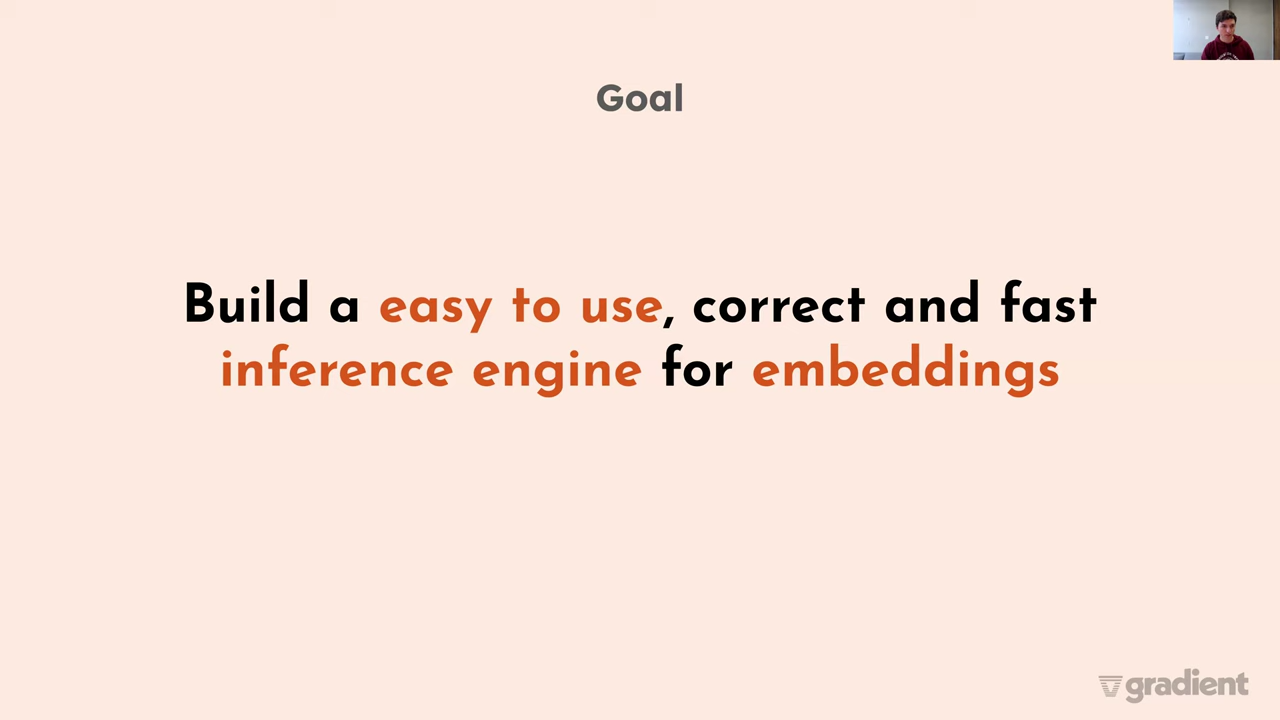 Goal
Build a easy to use, correct and fast
inference engine for embeddings
gradient